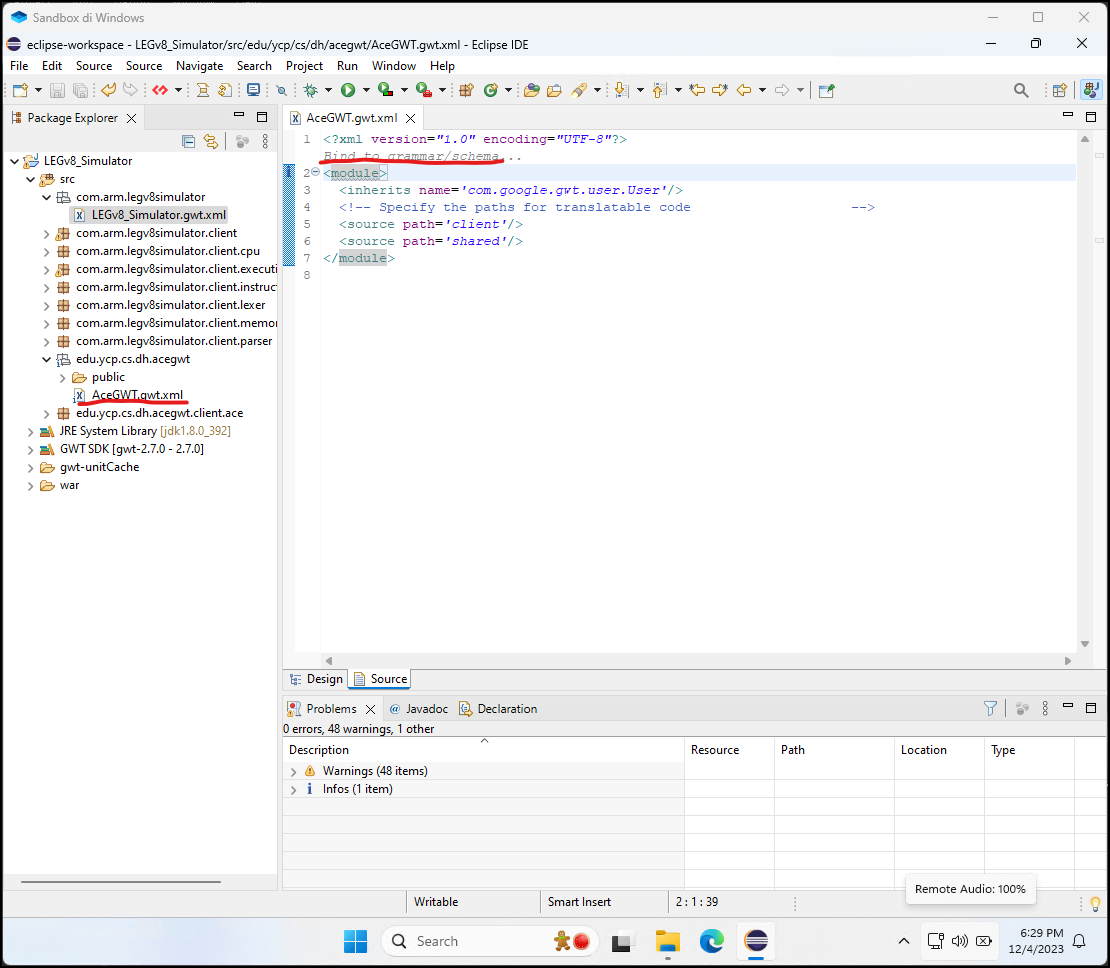 Sandbox di Windows
eclipse-workspace - LEGv8_Simulator/src/edu/ycp/cs/dh/acegwt/AceGWT.gwt.xml - Eclipse IDE
File Edit Source Source Navigate Search Project Run Window Help
Package Explorer
LEGv8_Simulator
src
com.arm.legv8simulator
LEGv8_Simulator.gwt.xml
com.arm.legv8simulator.client
com.arm.legv8simulator.client.cpu
com.arm.legv8simulator.client.executi
com.arm.legv8simulator.client.instruct
com.arm.legv8simulator.client.lexer
com.arm.legv8simulator.client.memor
com.arm.legv8simulator.client.parser
edu.ycp.cs.dh.acegwt
public
AceGWT.gwt.xml
edu.ycp.cs.dh.acegwt.client.ace
JRE System Library [jdk1.8.0_392]
GWT SDK [gwt-2.7.0 - 2.7.0]
gwt-unitCache
war
AceGWT.gwt.xml
1 <?xml version="1.0" encoding="UTF-8"?>
Bind to grammar/schema...
2 <module>
3 <inherits name='com.google.gwt.user.User'/>
4 <!-- Specify the paths for translatable code -->
5 <source path='client'/>
6 <source path='shared'/>
7 </module>
8
Design Source
Problems Javadoc Declaration
0 errors, 48 warnings, 1 other
Description Resource Path Location Type
Warnings (48 items)
Infos (1 item)
Remote Audio: 100%
Writable Smart Insert 2 : 1 : 39
Search
6:29 PM
12/4/2023